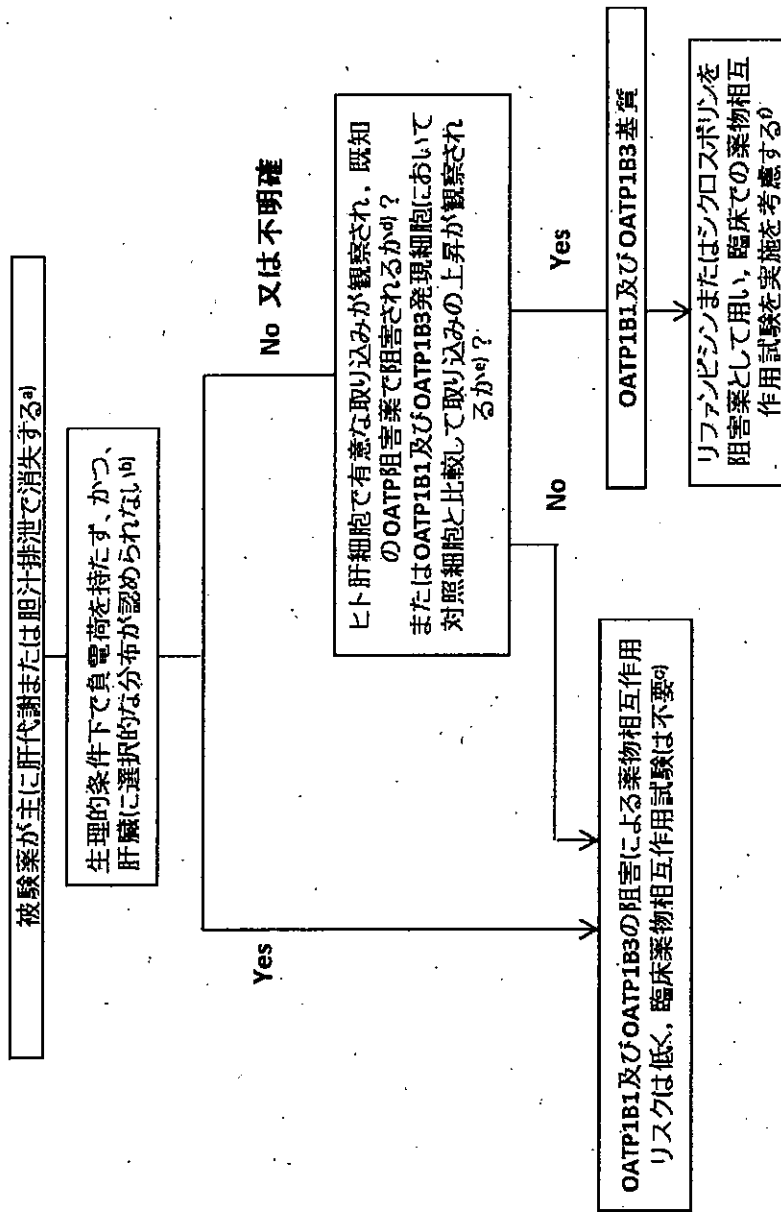 被験薬が主に肝代謝または胆汁排泄で消失するa)
生理的条件下で負電荷を持たず、かつ、
肝臓に選択的な分布が認められないb)
Yes
No 又は不明確
ヒト肝細胞で有意な取り込みが観察され，既知
のOATP阻害薬で阻害されるかd)？
またはOATP1B1及びOATP1B3発現細胞において
対照細胞と比較して取り込みの上昇が観察され
るかe)？
No
Yes
OATP1B1及びOATP1B3の阻害による薬物相互作用
リスクは低く，臨床薬物相互作用試験は不要c)
OATP1B1及びOATP1B3基質
リファンピシンまたはシクロスポリンを
阻害薬として用い，臨床での薬物相互
作用試験を実施を考慮するf)